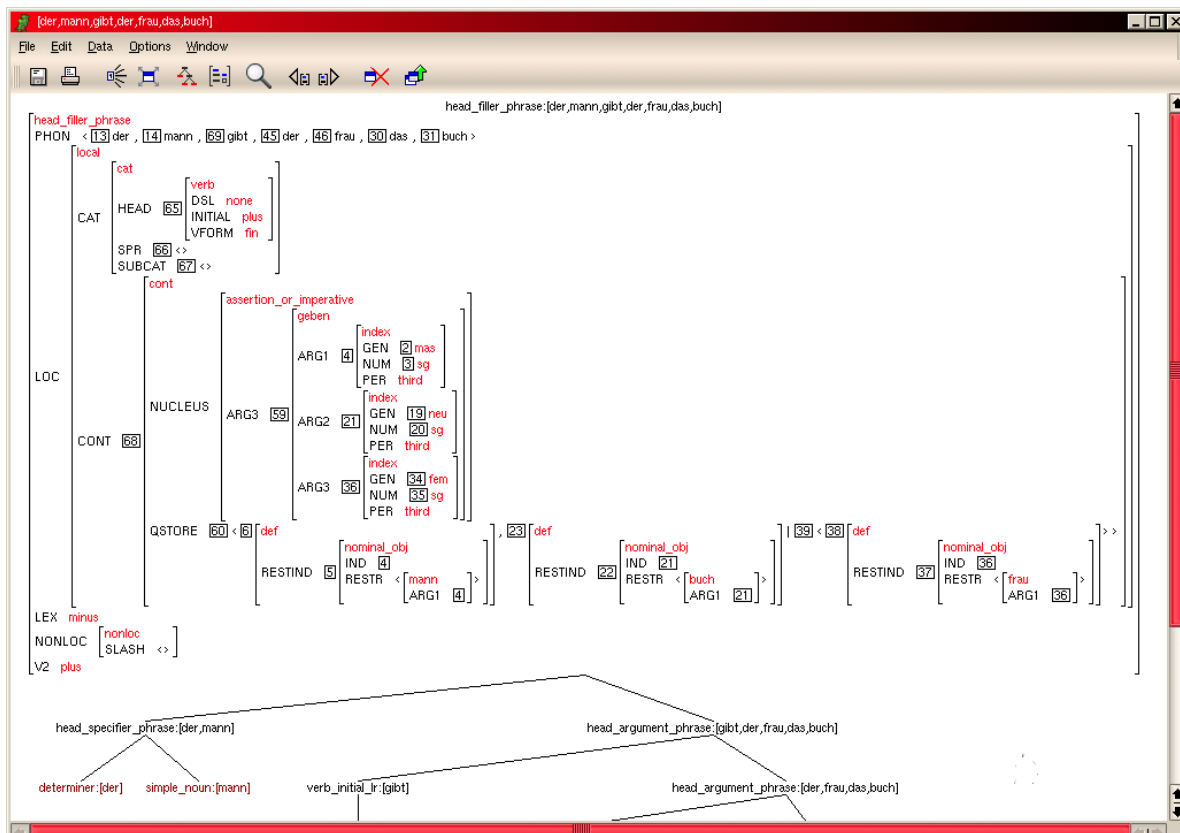 [der,mann,gibt,der,frau,das,buch]
File Edit Data Options Window
head_filler_phrase:[der,mann,gibt,der,frau,das,buch]
head_filler_phrase
PHON < 13 der , 14 mann , 69 gibt , 45 der , 46 frau , 30 das , 31 buch >
local
cat
verb
DSL none
HEAD 65
INITIAL plus
VFORM fin
CAT
SPR 66 <>
SUBCAT 67 <>
cont
assertion_or_imperative
geben
index
GEN 2 mas
ARG1 4
NUM 3 sg
PER third
LOC
index
NUCLEUS
GEN 19 neu
ARG3 59
ARG2 21
NUM 20 sg
CONT 68
PER third
index
GEN 34 fem
ARG3 36
NUM 35 sg
PER third
QSTORE 60 < 6 def , 23 def | 39 < 38 def > >
nominal_obj nominal_obj nominal_obj
IND 4 IND 21 IND 36
RESTIND 5 RESTR < mann > RESTIND 22 RESTR < buch > RESTIND 37 RESTR < frau >
ARG1 4 ARG1 21 ARG1 36
LEX minus
nonloc
NONLOC
SLASH <>
V2 plus
head_specifier_phrase:[der,mann] head_argument_phrase:[gibt,der,frau,das,buch]
determiner:[der] simple_noun:[mann] verb_initial_lr:[gibt] head_argument_phrase:[der,frau,das,buch]